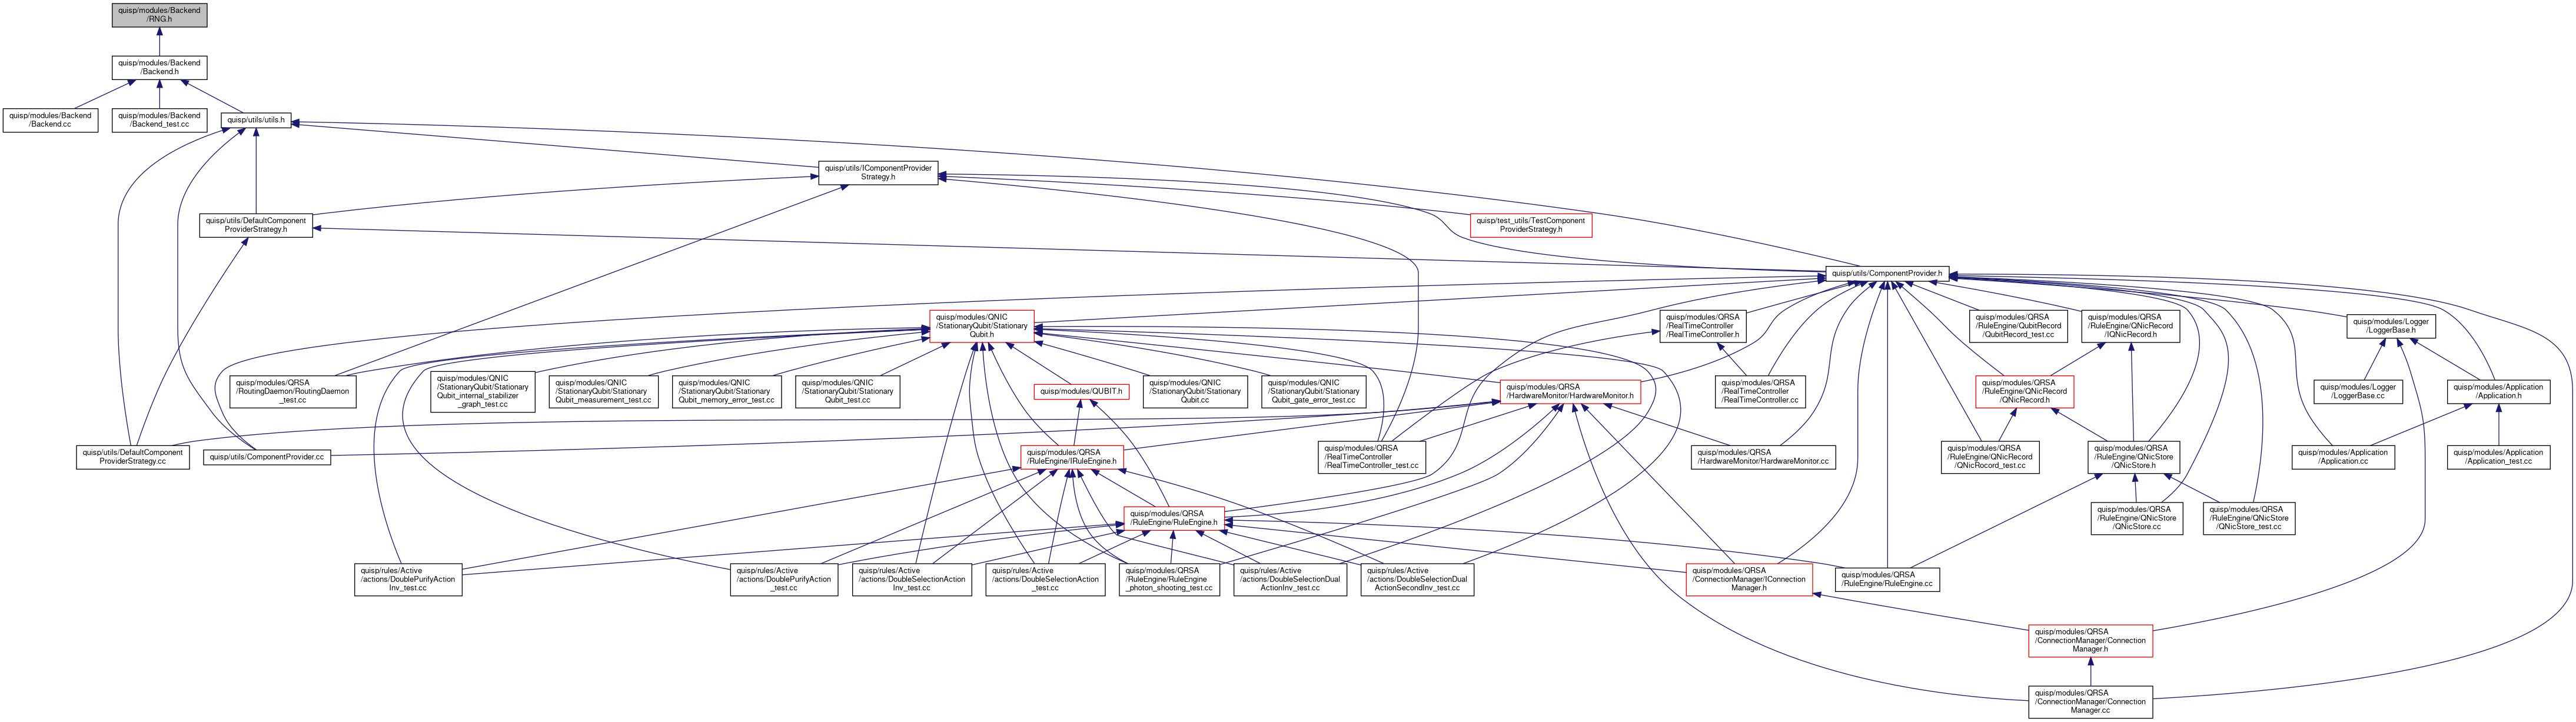 quisp/modules/Backend
/RNG.h
quisp/modules/Backend
/Backend.h
quisp/modules/Backend
/Backend.cc
quisp/modules/Backend
/Backend_test.cc
quisp/utils/utils.h
quisp/utils/IComponentProvider
Strategy.h
quisp/utils/DefaultComponent
ProviderStrategy.h
quisp/test_utils/TestComponent
ProviderStrategy.h
quisp/utils/ComponentProvider.h
quisp/modules/QNIC
/StationaryQubit/Stationary
Qubit.h
quisp/modules/QRSA
/RealTimeController
/RealTimeController.h
quisp/modules/QRSA
/RuleEngine/QubitRecord
/QubitRecord_test.cc
quisp/modules/QRSA
/RuleEngine/QNicRecord
/IQNicRecord.h
quisp/modules/Logger
/LoggerBase.h
quisp/modules/QRSA
/RoutingDaemon/RoutingDaemon
_test.cc
quisp/modules/QNIC
/StationaryQubit/Stationary
Qubit_internal_stabilizer
_graph_test.cc
quisp/modules/QNIC
/StationaryQubit/Stationary
Qubit_measurement_test.cc
quisp/modules/QNIC
/StationaryQubit/Stationary
Qubit_memory_error_test.cc
quisp/modules/QNIC
/StationaryQubit/Stationary
Qubit_test.cc
quisp/modules/QUBIT.h
quisp/modules/QNIC
/StationaryQubit/Stationary
Qubit.cc
quisp/modules/QNIC
/StationaryQubit/Stationary
Qubit_gate_error_test.cc
quisp/modules/QRSA
/HardwareMonitor/HardwareMonitor.h
quisp/modules/QRSA
/RealTimeController
/RealTimeController.cc
quisp/modules/QRSA
/RuleEngine/QNicRecord
/QNicRecord.h
quisp/modules/Logger
/LoggerBase.cc
quisp/modules/Application
/Application.h
quisp/utils/DefaultComponent
ProviderStrategy.cc
quisp/utils/ComponentProvider.cc
quisp/modules/QRSA
/RuleEngine/IRuleEngine.h
quisp/modules/QRSA
/RealTimeController
/RealTimeController_test.cc
quisp/modules/QRSA
/HardwareMonitor/HardwareMonitor.cc
quisp/modules/QRSA
/RuleEngine/QNicRecord
/QNicRocord_test.cc
quisp/modules/QRSA
/RuleEngine/QNicStore
/QNicStore.h
quisp/modules/Application
/Application.cc
quisp/modules/Application
/Application_test.cc
quisp/modules/QRSA
/RuleEngine/RuleEngine.h
quisp/modules/QRSA
/RuleEngine/QNicStore
/QNicStore.cc
quisp/modules/QRSA
/RuleEngine/QNicStore
/QNicStore_test.cc
quisp/rules/Active
/actions/DoublePurifyAction
Inv_test.cc
quisp/rules/Active
/actions/DoublePurifyAction
_test.cc
quisp/rules/Active
/actions/DoubleSelectionAction
Inv_test.cc
quisp/rules/Active
/actions/DoubleSelectionAction
_test.cc
quisp/modules/QRSA
/RuleEngine/RuleEngine
_photon_shooting_test.cc
quisp/rules/Active
/actions/DoubleSelectionDual
ActionInv_test.cc
quisp/rules/Active
/actions/DoubleSelectionDual
ActionSecondInv_test.cc
quisp/modules/QRSA
/ConnectionManager/IConnection
Manager.h
quisp/modules/QRSA
/RuleEngine/RuleEngine.cc
quisp/modules/QRSA
/ConnectionManager/Connection
Manager.h
quisp/modules/QRSA
/ConnectionManager/Connection
Manager.cc